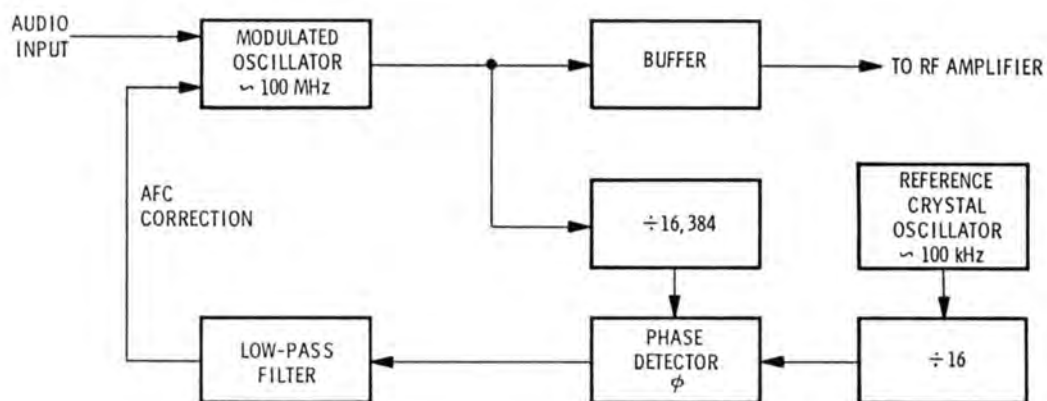 AUDIO
INPUT
MODULATED
OSCILLATOR
∽ 100 MHz
BUFFER
TO RF AMPLIFIER
AFC
CORRECTION
÷16,384
REFERENCE
CRYSTAL
OSCILLATOR
∽ 100 kHz
LOW-PASS
FILTER
PHASE
DETECTOR
ϕ
÷16